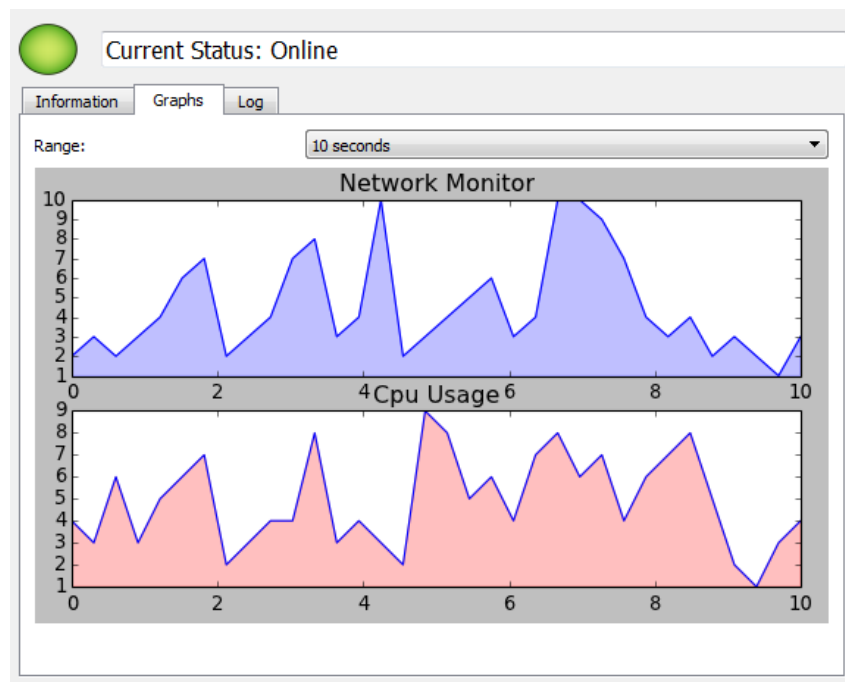 Current Status: Online
Information Graphs Log
Range: 10 seconds
Network Monitor
10
9
8
7
6
5
4
3
2
1
0 2 4 6 8 10
Cpu Usage
9
8
7
6
5
4
3
2
1
0 2 4 6 8 10